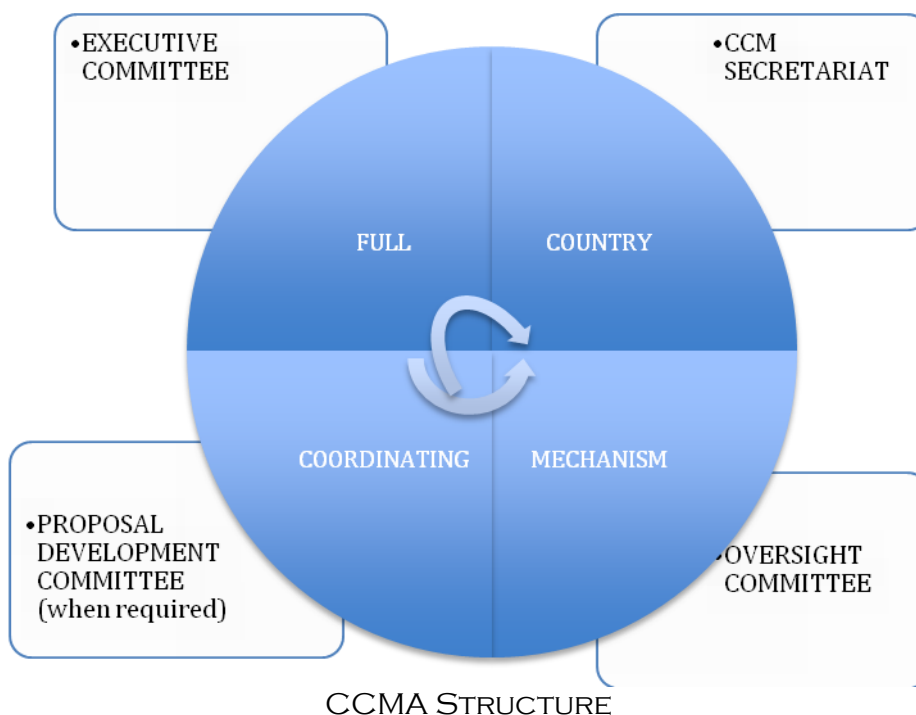 •EXECUTIVE
COMMITTEE
•CCM
SECRETARIAT
FULL
COUNTRY
COORDINATING
MECHANISM
•PROPOSAL
DEVELOPMENT
COMMITTEE
(when required)
•OVERSIGHT
COMMITTEE
CCMA STRUCTURE